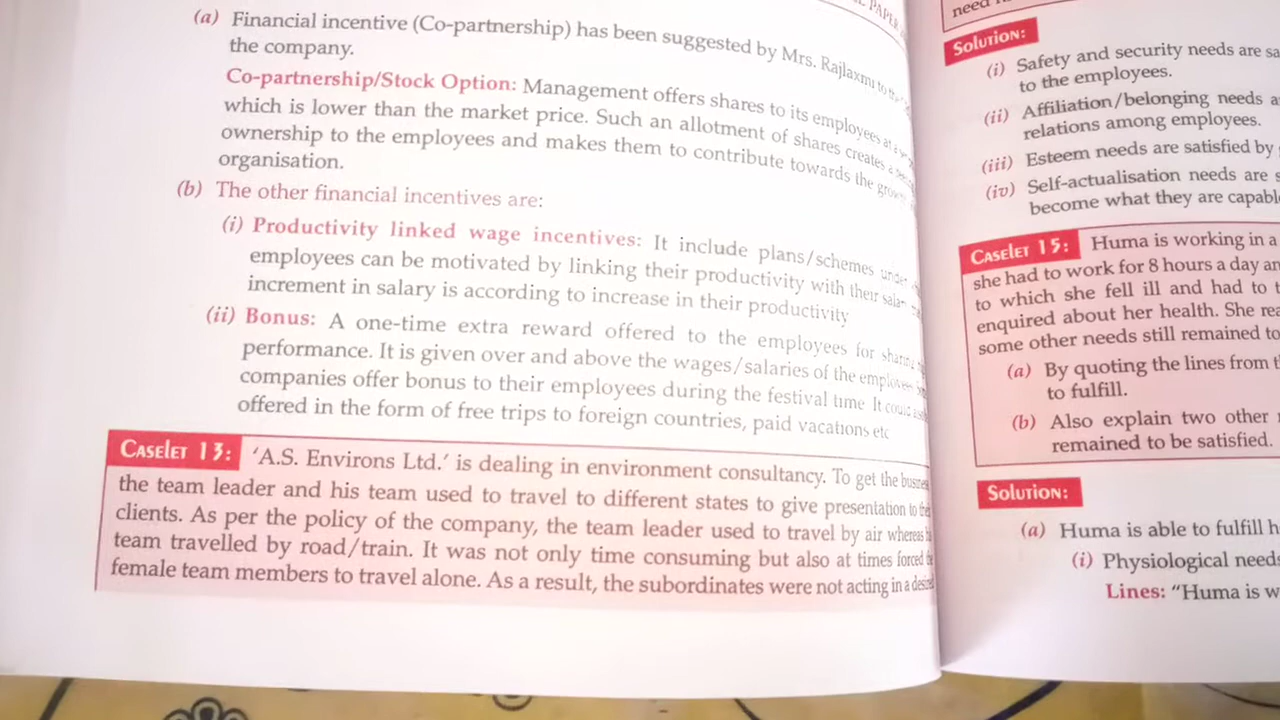 PAPER
(a) Financial incentive (Co-partnership) has been suggested by Mrs. Rajlaxmi to the
the company.
Co-partnership/Stock Option: Management offers shares to its employees at a
which is lower than the market price. Such an allotment of shares creates a
ownership to the employees and makes them to contribute towards the
organisation.
(b) The other financial incentives are:
(i) Productivity linked wage incentives: It include plans/schemes
employees can be motivated by linking their productivity with their
increment in salary is according to increase in their productivity
(ii) Bonus: A one-time extra reward offered to the employees for
performance. It is given over and above the wages/salaries of the
companies offer bonus to their employees during the festival time It
offered in the form of free trips to foreign countries, paid vacations etc
CASELET 13: 'A.S. Environs Ltd.' is dealing in environment consultancy. To get the
the team leader and his team used to travel to different states to give presentation to
clients. As per the policy of the company, the team leader used to travel by air whereas
team travelled by road/train. It was not only time consuming but also at times forced
female team members to travel alone. As a result, the subordinates were not acting in a
need
SOLUTION:
(i) Safety and security needs are
to the employees.
(ii) Affiliation/belonging needs
relations among employees.
(iii) Esteem needs are satisfied by
(iv) Self-actualisation needs are
become what they are
CASELET 15: Huma is working in a
she had to work for 8 hours a day
to which she fell ill and had to
enquired about her health. She
some other needs still remained to
(a) By quoting the lines from
to fulfill.
(b) Also explain two other
remained to be satisfied.
SOLUTION:
(a) Huma is able to fulfill
(i) Physiological
Lines: "Huma is